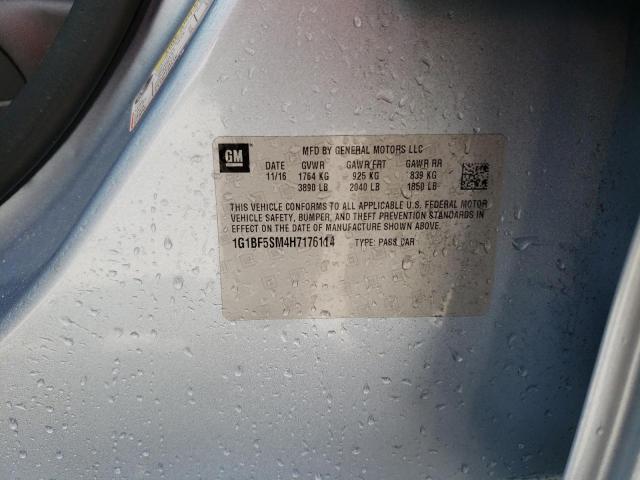 GM
MFD BY GENERAL MOTORS LLC
DATE GVWR GAWR FRT GAWR RR
11/16 1764 KG 925 KG 839 KG
3890 LB 2040 LB 1850 LB
THIS VEHICLE CONFORMS TO ALL APPLICABLE U.S. FEDERAL MOTOR
VEHICLE SAFETY, BUMPER, AND THEFT PREVENTION STANDARDS IN
EFFECT ON THE DATE OF MANUFACTURE SHOWN ABOVE.
1G1BF5SM4H7176114 TYPE: PASS CAR